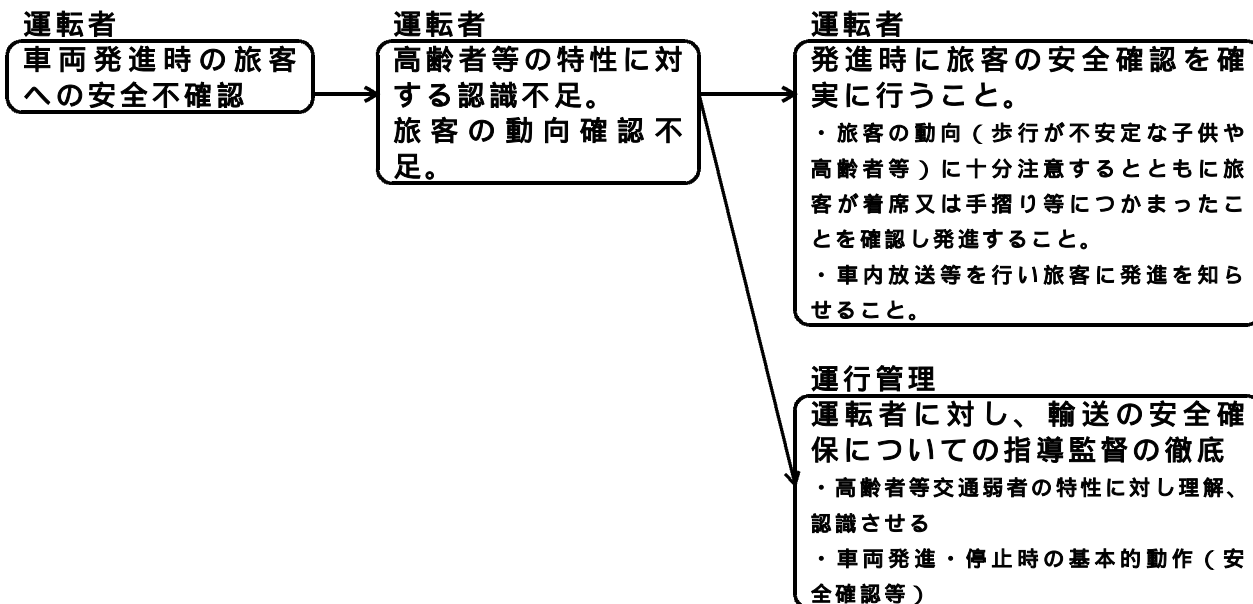 運転者
車両発進時の旅客
への安全不確認
運転者
高齢者等の特性に対
する認識不足。
旅客の動向確認不
足。
運転者
発進時に旅客の安全確認を確
実に行うこと。
・旅客の動向(歩行が不安定な子供や
高齢者等)に十分注意するとともに旅
客が着席又は手摺り等につかまったこ
とを確認し発進すること。
・車内放送等を行い旅客に発進を知ら
せること。
運行管理
運転者に対し、輸送の安全確
保についての指導監督の徹底
・高齢者等交通弱者の特性に対し理解、
認識させる
・車両発進・停止時の基本的動作(安
全確認等)